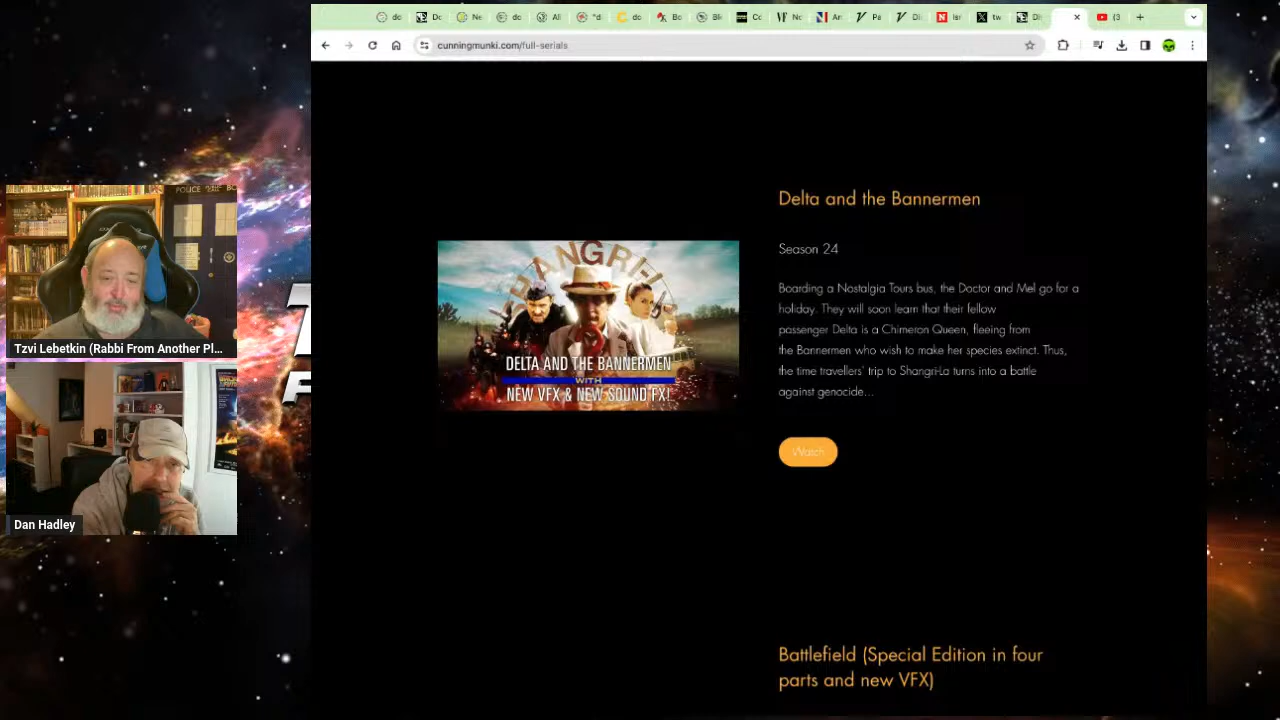 cunningmunki.com/full-serials
Delta and the Bannermen
Season 24
Boarding a Nostalgia Tours bus, the Doctor and Mel go for a
holiday. They will soon learn that their fellow
passenger Delta is a Chimeron Queen, fleeing from
the Bannermen who wish to make her species extinct. Thus,
the time travellers' trip to Shangri-La turns into a battle
against genocide...
HANGRI-L
DELTA AND THE BANNERMEN
WITH
NEW VFX & NEW SOUND FX!
Watch
Battlefield (Special Edition in four
parts and new VFX)
POLICE
Tzvi Lebetkin (Rabbi From Another Pl...
Dan Hadley